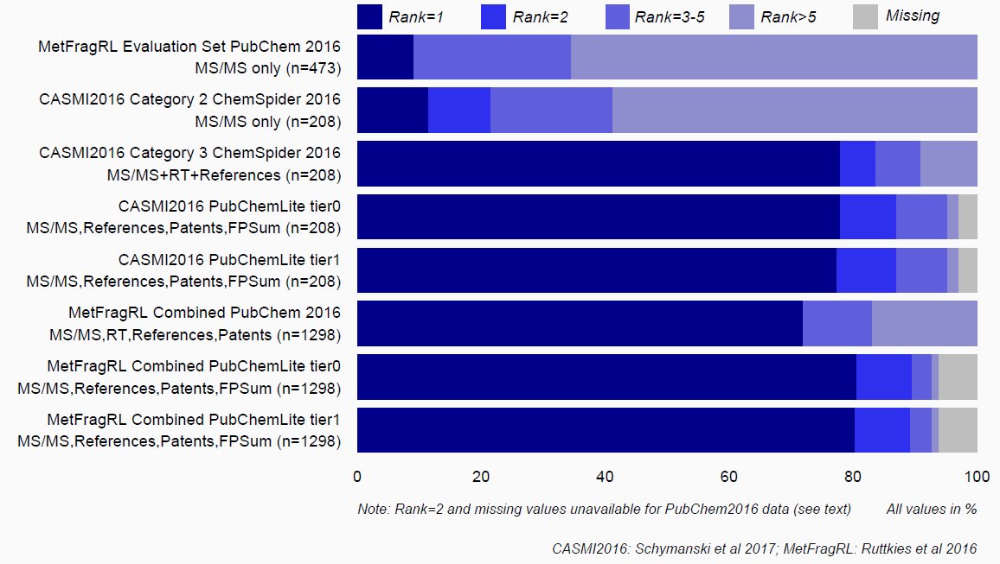 Rank=1 Rank=2 Rank=3-5 Rank>5 Missing
MetFragRL Evaluation Set PubChem 2016
MS/MS only (n=473)
CASMI2016 Category 2 ChemSpider 2016
MS/MS only (n=208)
CASMI2016 Category 3 ChemSpider 2016
MS/MS+RT+References (n=208)
CASMI2016 PubChemLite tier0
MS/MS,References,Patents,FPSum (n=208)
CASMI2016 PubChemLite tier1
MS/MS,References,Patents,FPSum (n=208)
MetFragRL Combined PubChem 2016
MS/MS,RT,References,Patents (n=1298)
MetFragRL Combined PubChemLite tier0
MS/MS,References,Patents,FPSum (n=1298)
MetFragRL Combined PubChemLite tier1
MS/MS,References,Patents,FPSum (n=1298)
0 20 40 60 80 100
Note: Rank=2 and missing values unavailable for PubChem2016 data (see text) All values in %
CASMI2016: Schymanski et al 2017; MetFragRL: Ruttkies et al 2016